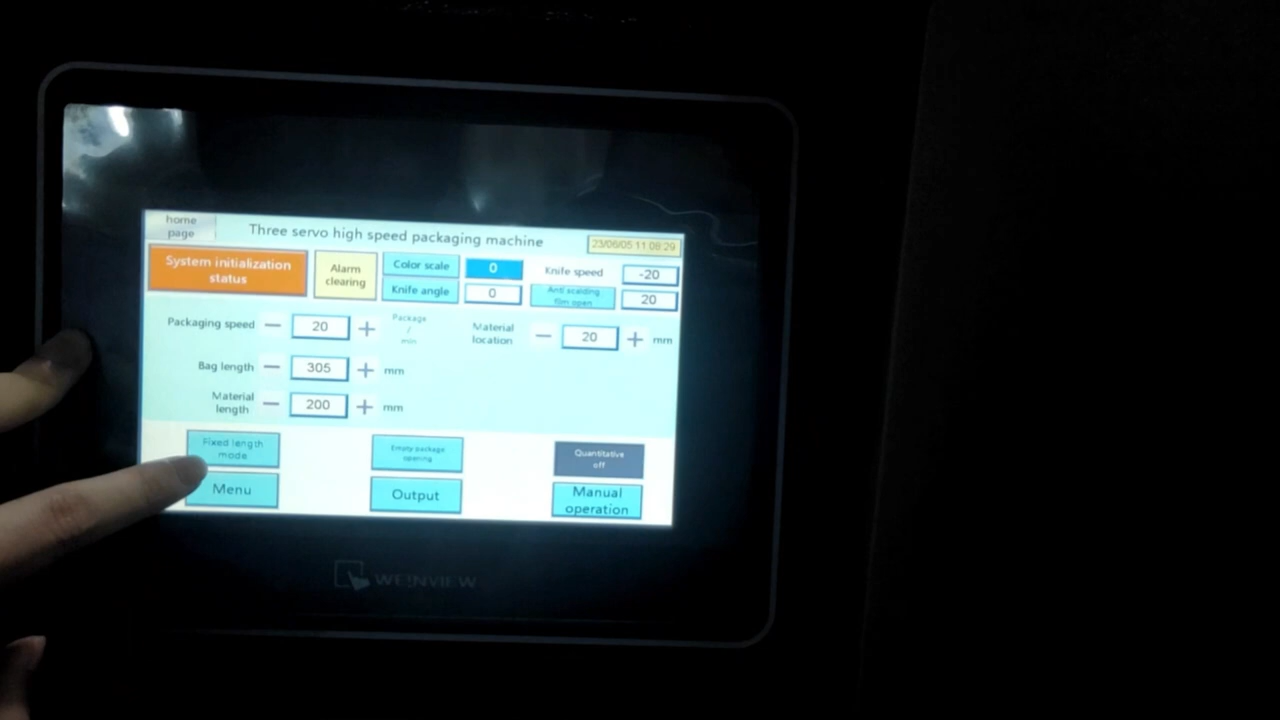 home
page
Three servo high speed packaging machine
23/06/05 11:08:29
System initialization
status
Alarm
clearing
Color scale
0
Knife speed
-20
Knife angle
0
Anti scalding
film open
20
Packaging speed
20
Package
/
min
Material
location
20
mm
Bag length
305
mm
Material
length
200
mm
Fixed length
mode
Empty package
opening
Quantitative
off
Menu
Output
Manual
operation
WEINVIEW